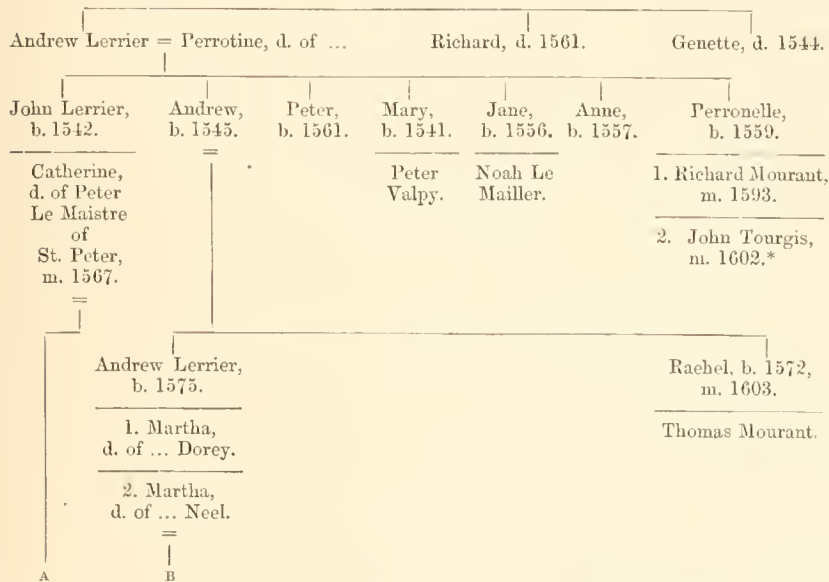 Andrew Lerrier = Perrotine, d. of ... Richard, d. 1561. Genette, d. 1544.
John Lerrier, b. 1542.
Catherine,
d. of Peter
Le Maistre
of
St. Peter,
m. 1567.
=
Andrew,
b. 1545.
=
Peter,
b. 1561.
Mary,
b. 1541.
Peter
Valpy.
Jane,
b. 1556.
Noah Le
Mailler.
Anne,
b. 1557.
Perronelle,
b. 1559.
1. Richard Mourant,
m. 1593.
2. John Tourgis,
m. 1602.*
Andrew Lerrier,
b. 1575.
1. Martha,
d. of ... Dorey.
2. Martha,
d. of ... Neel.
=
Rachel, b. 1572,
m. 1603.
Thomas Mourant.
A B